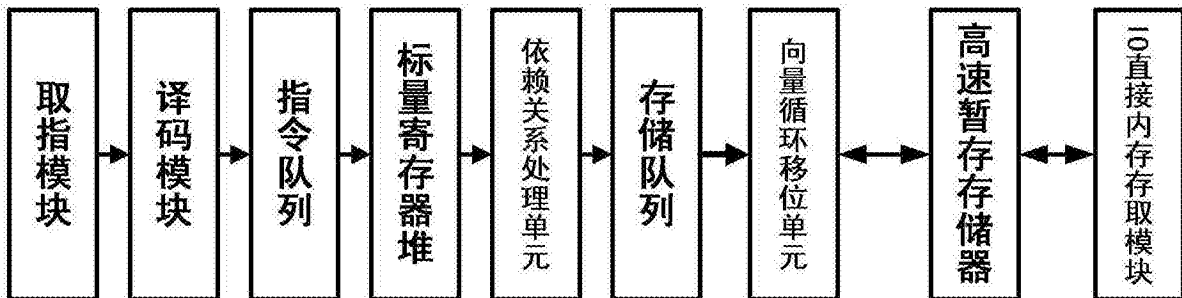 取指模块
译码模块
指令队列
标量寄存器堆
依赖关系处理单元
存储队列
向量循环移位单元
高速暂存存储器
IO直接内存存取模块